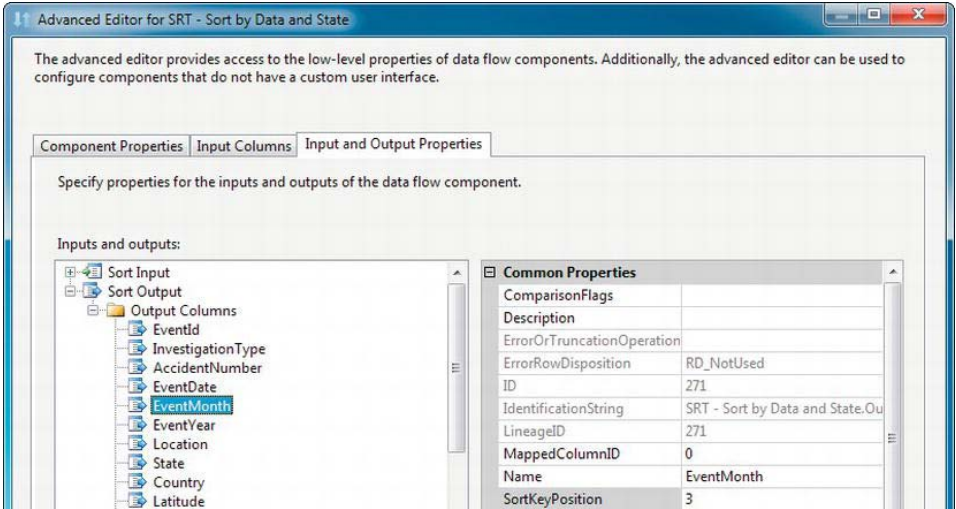 Advanced Editor for SRT - Sort by Data and State
The advanced editor provides access to the low-level properties of data flow components. Additionally, the advanced editor can be used to
configure components that do not have a custom user interface.
Component Properties
Input Columns
Input and Output Properties
Specify properties for the inputs and outputs of the data flow component.
Inputs and outputs:
Sort Input
Sort Output
Output Columns
EventId
InvestigationType
AccidentNumber
EventDate
EventMonth
EventYear
Location
State
Country
Latitude
Common Properties
ComparisonFlags
Description
ErrorOrTruncationOperation
ErrorRowDisposition RD_NotUsed
ID 271
IdentificationString SRT - Sort by Data and State.Ou
LineageID 271
MappedColumnID 0
Name EventMonth
SortKeyPosition 3